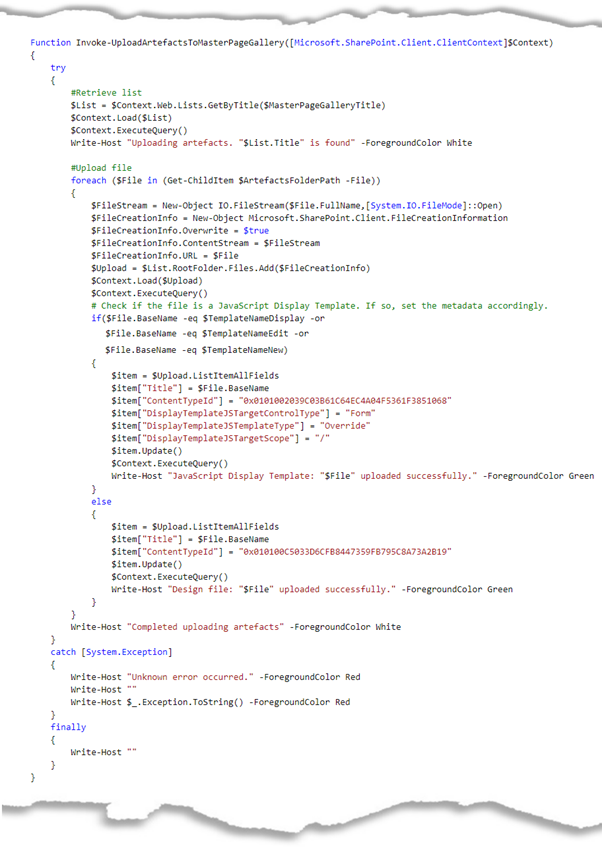 Function Invoke-UploadArtefactsToMasterPageGallery([Microsoft.SharePoint.Client.ClientContext]$Context)
{
    try
    {
        #Retrieve list
        $List = $Context.Web.Lists.GetByTitle($MasterPageGalleryTitle)
        $Context.Load($List)
        $Context.ExecuteQuery()
        Write-Host "Uploading artefacts. "$List.Title" is found" -ForegroundColor White
        #Upload file
        foreach ($File in (Get-ChildItem $ArtefactsFolderPath -File))
        {
            $FileStream = New-Object IO.FileStream($File.FullName,[System.IO.FileMode]::Open)
            $FileCreationInfo = New-Object Microsoft.SharePoint.Client.FileCreationInformation
            $FileCreationInfo.Overwrite = $true
            $FileCreationInfo.ContentStream = $FileStream
            $FileCreationInfo.URL = $File
            $Upload = $List.RootFolder.Files.Add($FileCreationInfo)
            $Context.Load($Upload)
            $Context.ExecuteQuery()
            # Check if the file is a JavaScript Display Template. If so, set the metadata accordingly.
            if($File.BaseName -eq $TemplateNameDisplay -or
               $File.BaseName -eq $TemplateNameEdit -or
               $File.BaseName -eq $TemplateNameNew)
            {
                $item = $Upload.ListItemAllFields
                $item["Title"] = $File.BaseName
                $item["ContentTypeId"] = "0x0101002039C03B61C64EC4A04F5361F3851068"
                $item["DisplayTemplateJSTargetControlType"] = "Form"
                $item["DisplayTemplateJSTemplateType"] = "Override"
                $item["DisplayTemplateJSTargetScope"] = "/"
                $item.Update()
                $Context.ExecuteQuery()
                Write-Host "JavaScript Display Template: "$File" uploaded successfully." -ForegroundColor Green
            }
            else
            {
                $item = $Upload.ListItemAllFields
                $item["Title"] = $File.BaseName
                $item["ContentTypeId"] = "0x010100C5033D6CFB8447359FB795C8A73A2B19"
                $item.Update()
                $Context.ExecuteQuery()
                Write-Host "Design file: "$File" uploaded successfully." -ForegroundColor Green
            }
        }
        Write-Host "Completed uploading artefacts" -ForegroundColor White
    }
    catch [System.Exception]
    {
        Write-Host "Unknown error occurred." -ForegroundColor Red
        Write-Host ""
        Write-Host $_.Exception.ToString() -ForegroundColor Red
    }
    finally
    {
        Write-Host ""
    }
}